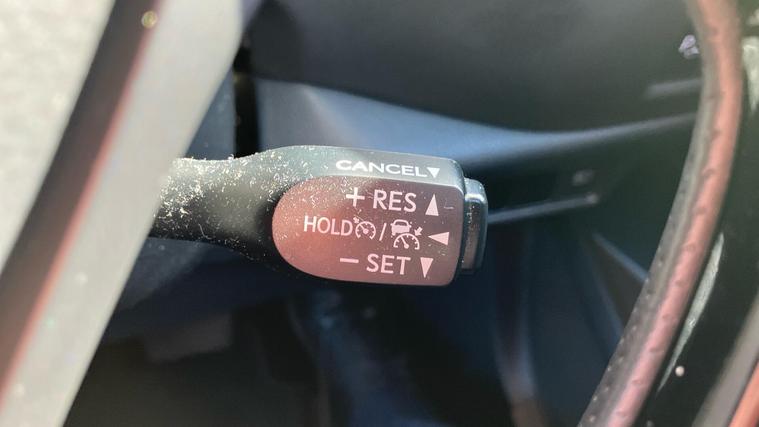 CANCEL▼
+ RES ▲
HOLD / ◀
− SET ▼